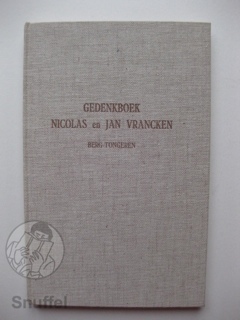 GEDENKBOEK
NICOLAS en JAN VRANCKEN
BERG-TONGEREN
Snuffel